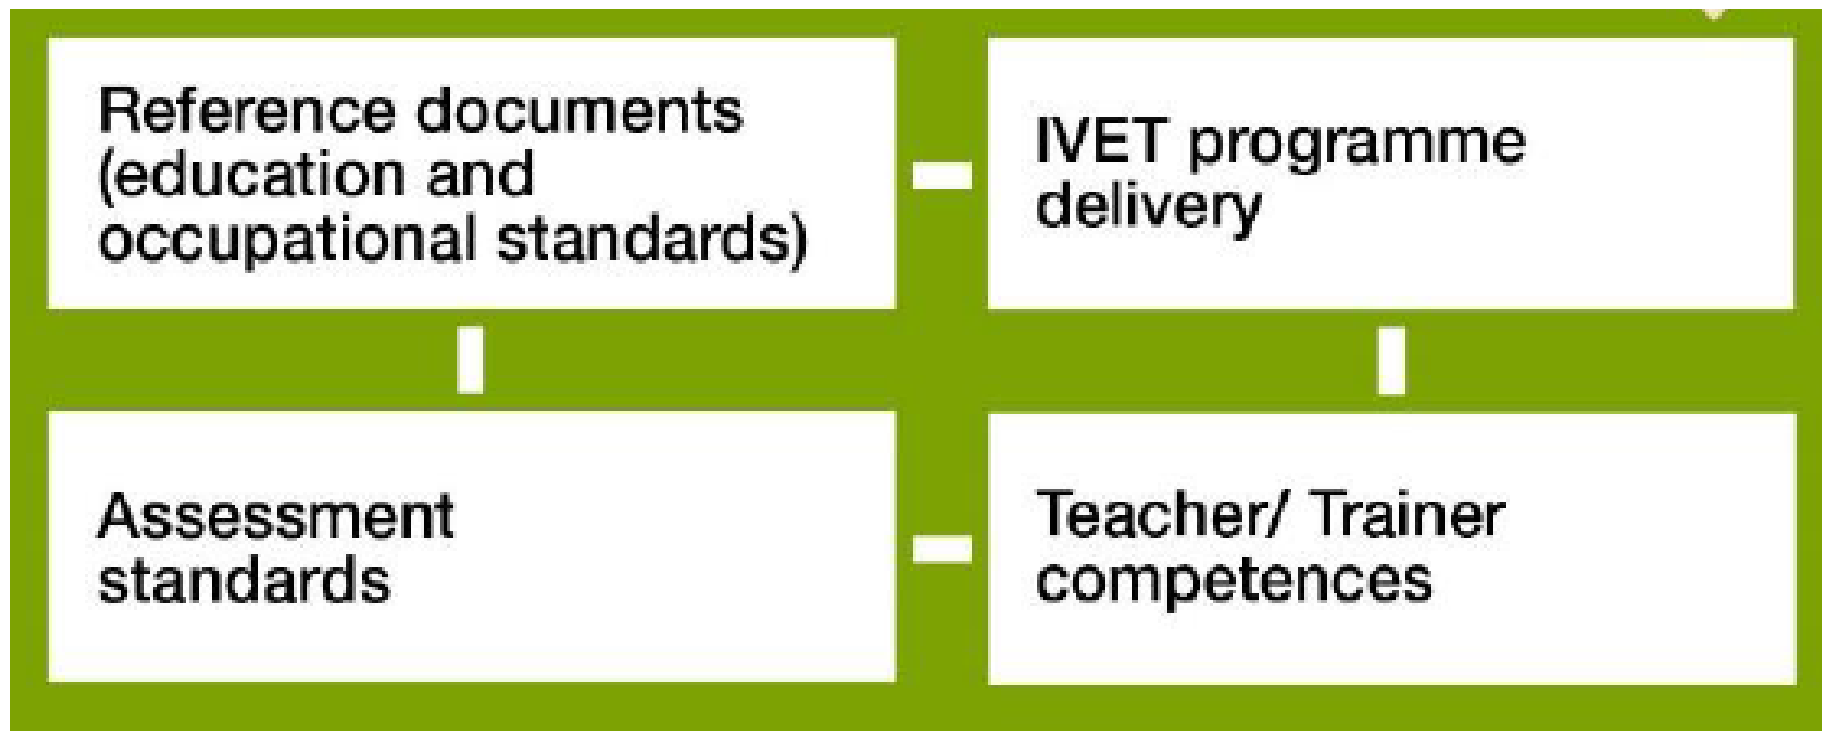 Reference documents
(education and
occupational standards)
IVET programme
delivery
Assessment
standards
Teacher/ Trainer
competences